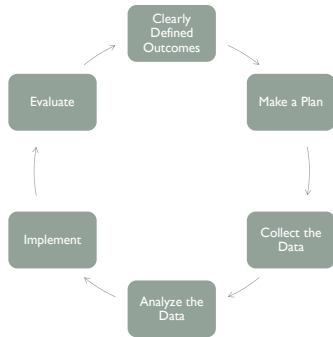 Clearly
Defined
Outcomes
Make a Plan
Collect the
Data
Analyze the
Data
Implement
Evaluate